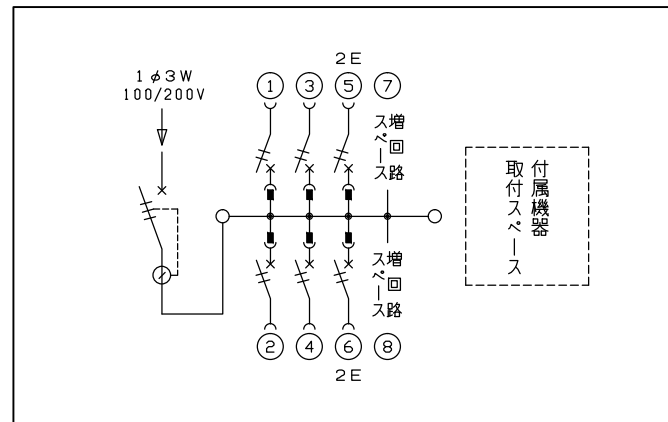 2E
1φ3W
100/200V
① ③ ⑤ ⑦
増回路
スペース
付属機器
取付スペース
増回路
スペース
② ④ ⑥ ⑧
2E